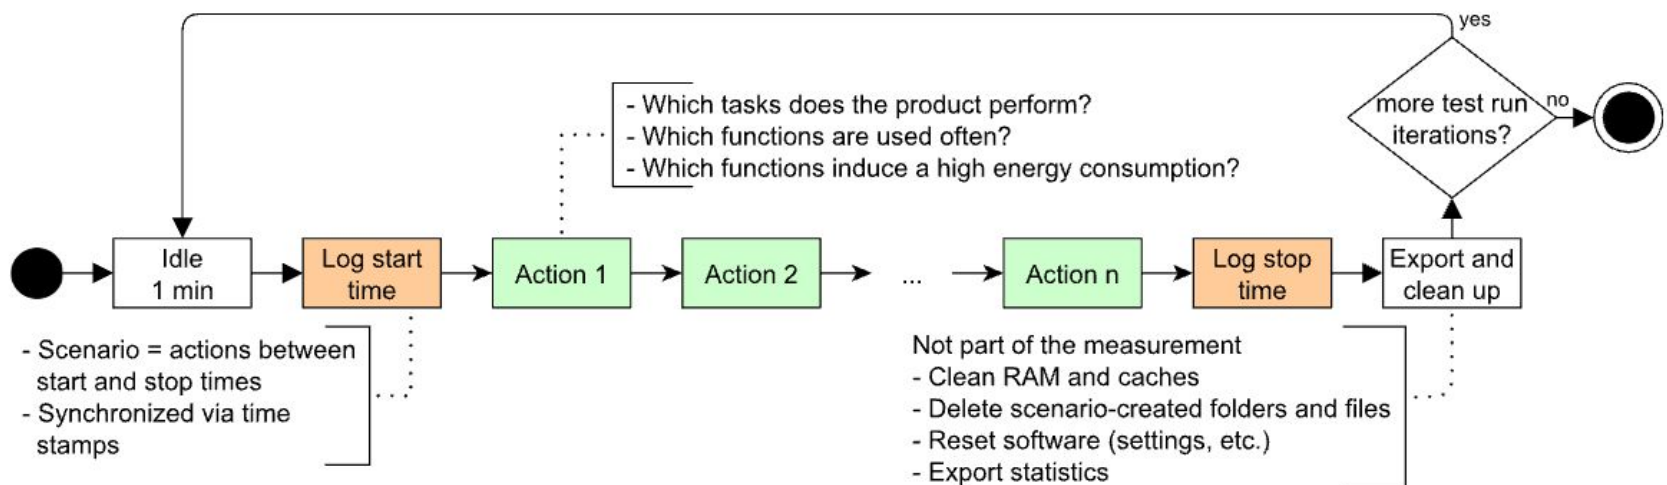 yes
- Which tasks does the product perform?
- Which functions are used often?
- Which functions induce a high energy consumption?
more test run
iterations?
no
Idle
1 min
Log start
time
Action 1
Action 2
...
Action n
Log stop
time
Export and
clean up
- Scenario = actions between
start and stop times
- Synchronized via time
stamps
Not part of the measurement
- Clean RAM and caches
- Delete scenario-created folders and files
- Reset software (settings, etc.)
- Export statistics